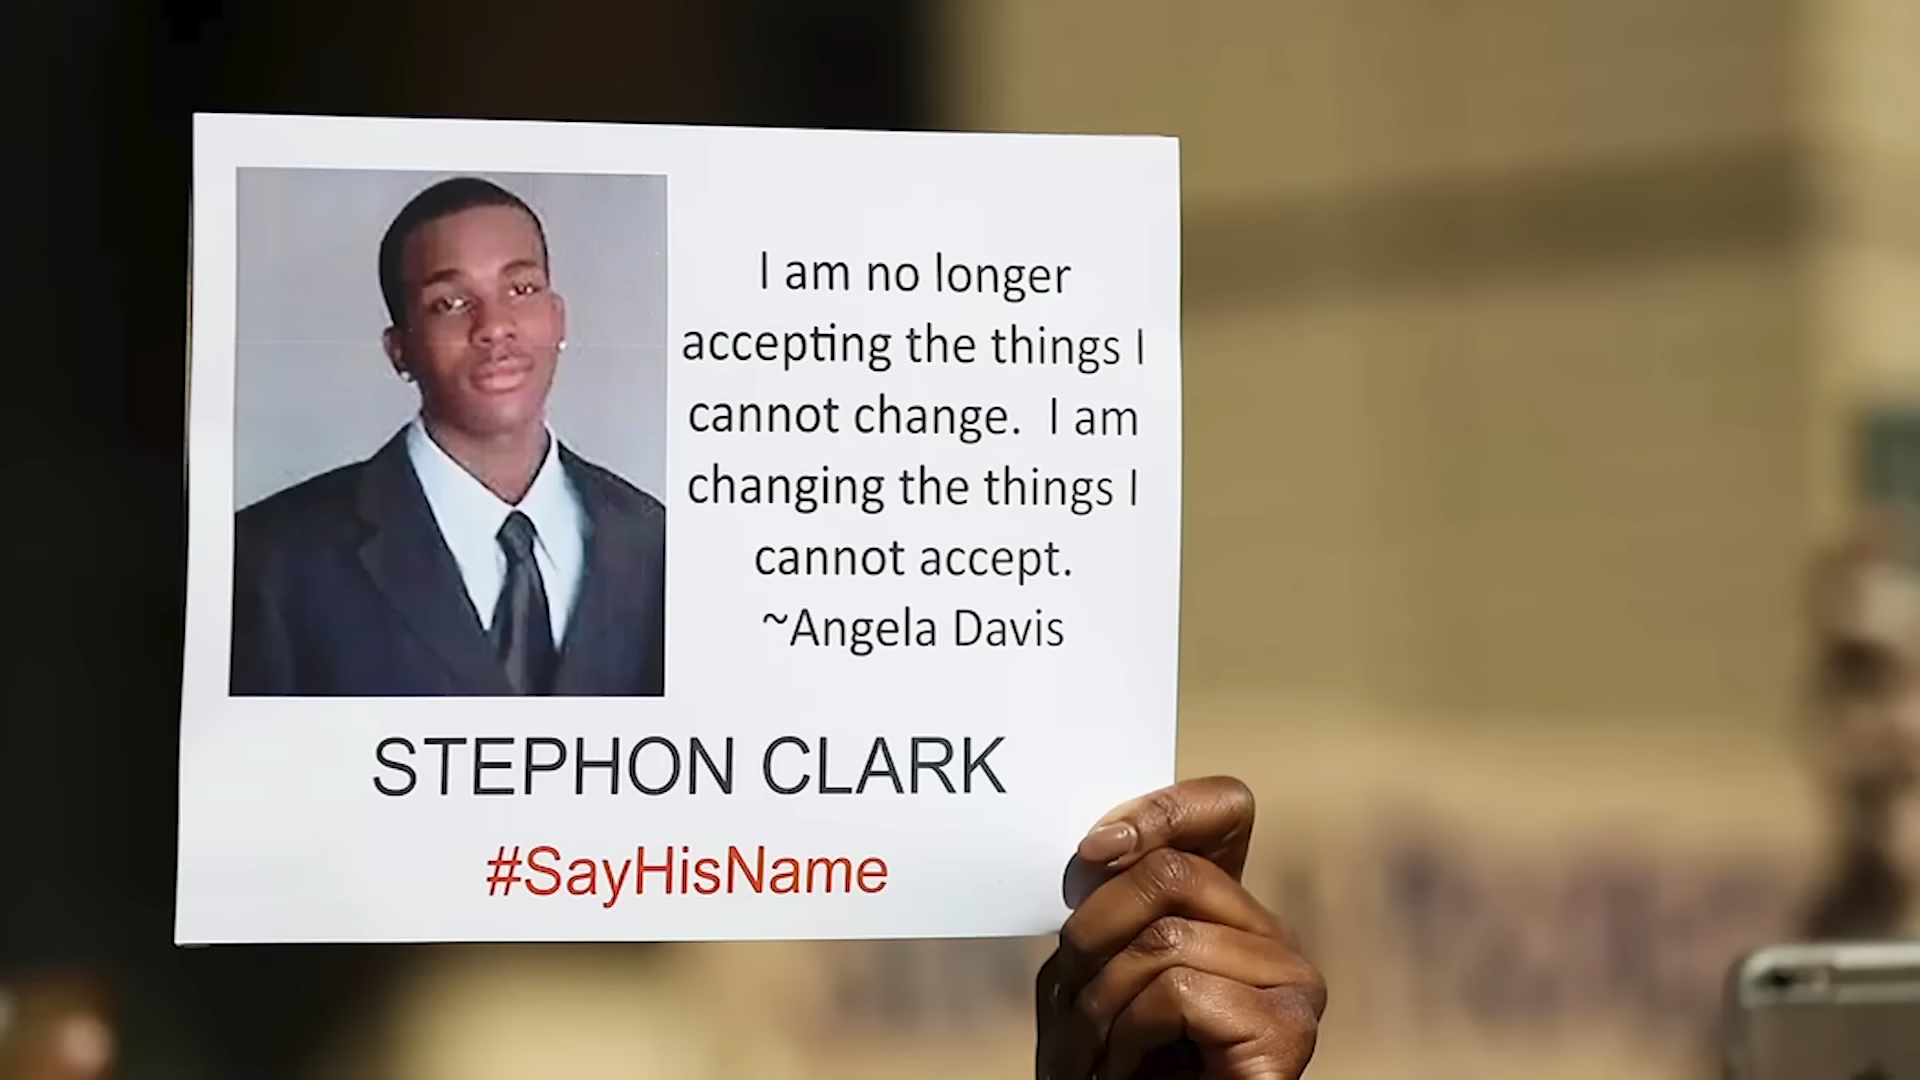 I am no longer
accepting the things I
cannot change.  I am
changing the things I
cannot accept.
~Angela Davis
STEPHON CLARK
#SayHisName